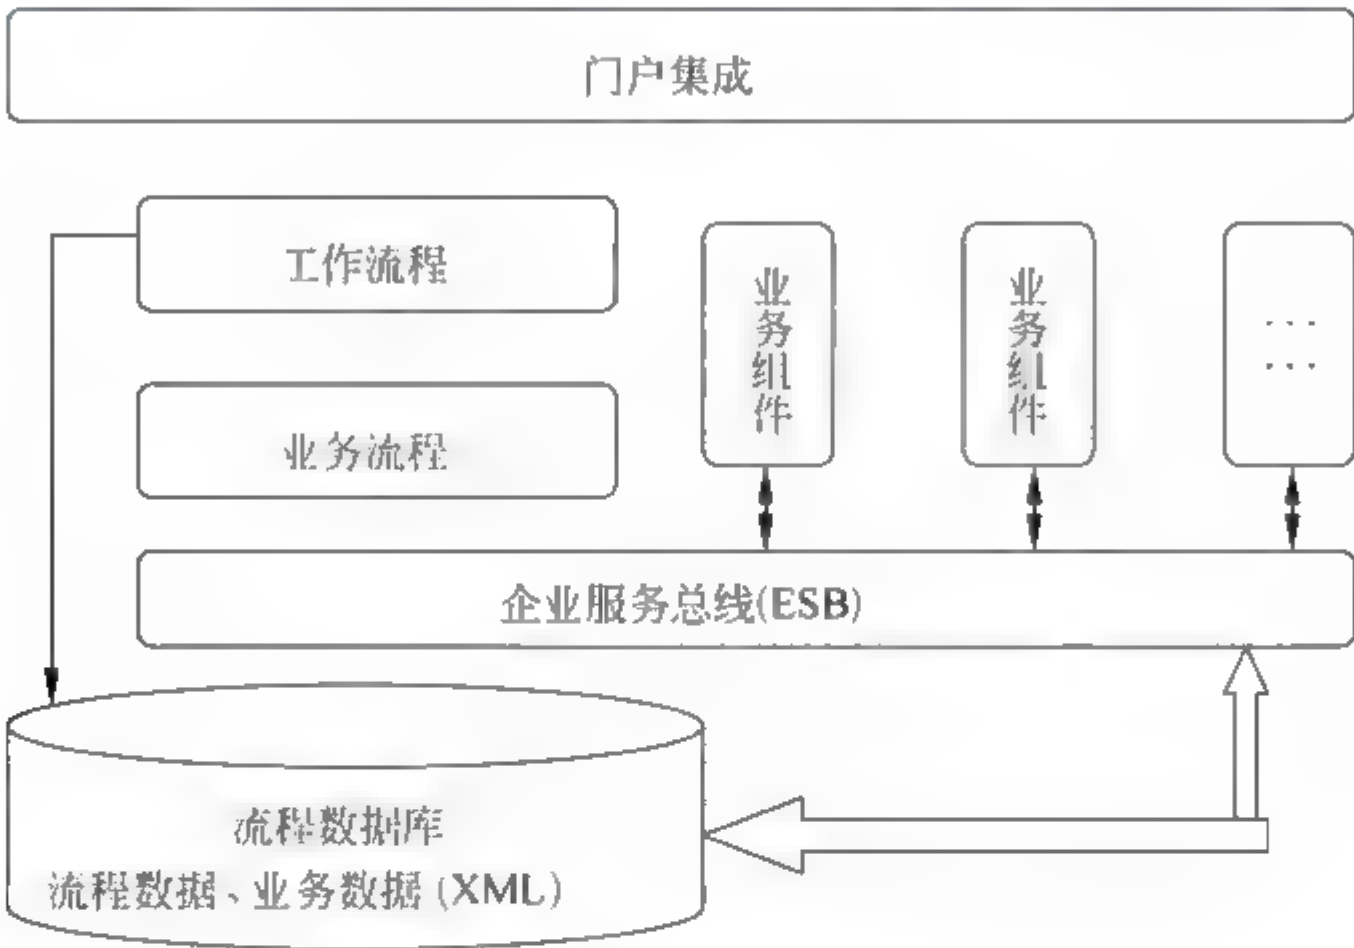 门户集成
工作流程
业务组件
业务组件
……
业务流程
企业服务总线(ESB)
流程数据库
流程数据、业务数据(XML)